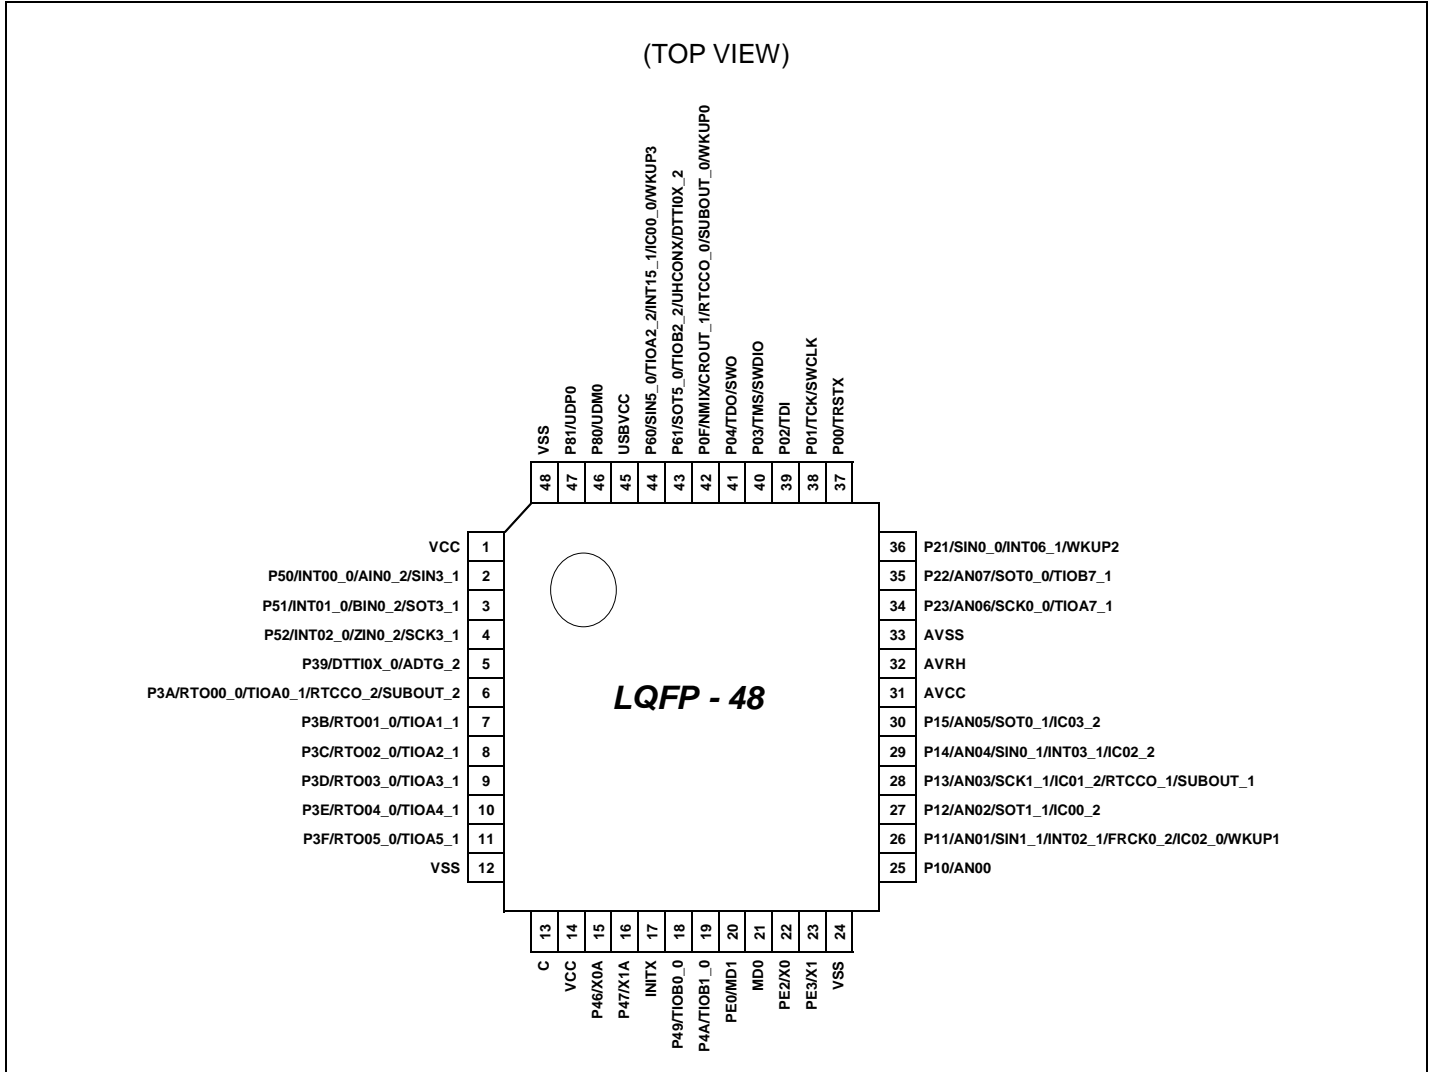 (TOP VIEW)
VSS
P81/UDP0
P80/UDM0
USBVCC
P60/SIN5_0/TIOA2_2/INT15_1/IC00_0/WKUP3
P61/SOT5_0/TIOB2_2/UHCONX/DTTI0X_2
P0F/NMIX/CROUT_1/RTCCO_0/SUBOUT_0/WKUP0
P04/TDO/SWO
P03/TMS/SWDIO
P02/TDI
P01/TCK/SWCLK
P00/TRSTX
48 47 46 45 44 43 42 41 40 39 38 37
VCC 1
P50/INT00_0/AIN0_2/SIN3_1 2
P51/INT01_0/BIN0_2/SOT3_1 3
P52/INT02_0/ZIN0_2/SCK3_1 4
P39/DTTI0X_0/ADTG_2 5
P3A/RTO00_0/TIOA0_1/RTCCO_2/SUBOUT_2 6
P3B/RTO01_0/TIOA1_1 7
P3C/RTO02_0/TIOA2_1 8
P3D/RTO03_0/TIOA3_1 9
P3E/RTO04_0/TIOA4_1 10
P3F/RTO05_0/TIOA5_1 11
VSS 12
LQFP - 48
36 P21/SIN0_0/INT06_1/WKUP2
35 P22/AN07/SOT0_0/TIOB7_1
34 P23/AN06/SCK0_0/TIOA7_1
33 AVSS
32 AVRH
31 AVCC
30 P15/AN05/SOT0_1/IC03_2
29 P14/AN04/SIN0_1/INT03_1/IC02_2
28 P13/AN03/SCK1_1/IC01_2/RTCCO_1/SUBOUT_1
27 P12/AN02/SOT1_1/IC00_2
26 P11/AN01/SIN1_1/INT02_1/FRCK0_2/IC02_0/WKUP1
25 P10/AN00
13 14 15 16 17 18 19 20 21 22 23 24
C
VCC
P46/X0A
P47/X1A
INITX
P49/TIOB0_0
P4A/TIOB1_0
PE0/MD1
MD0
PE2/X0
PE3/X1
VSS